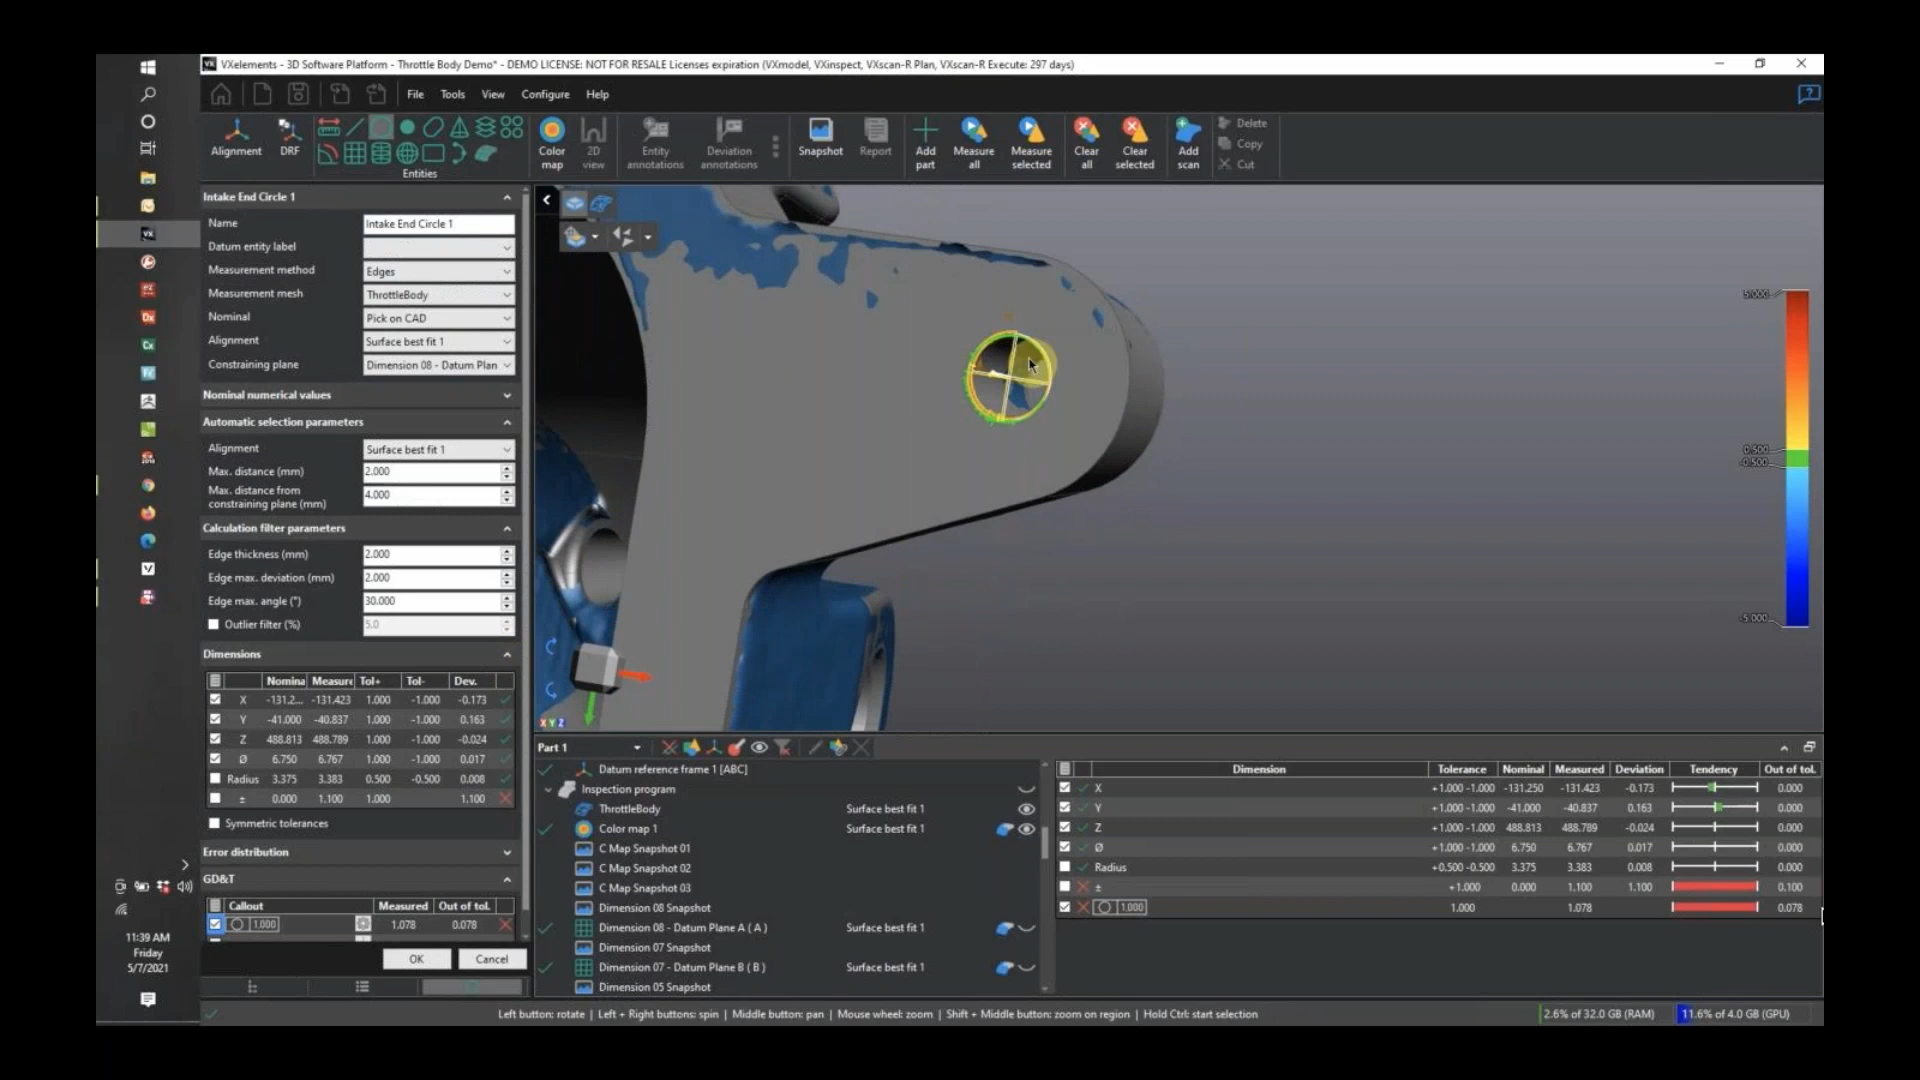 VXelements - 3D Software Platform - Throttle Body Demo* - DEMO LICENSE: NOT FOR RESALE Licenses expiration (VXmodel, VXinspect, VXscan-R Plan, VXscan-R Execute: 297 days)
File Tools View Configure Help
Alignment DRF Entities Color map 2D view Entity annotations Deviation annotations Snapshot Report Add part Measure all Measure selected Clear all Clear selected Add scan Delete Copy Cut
Intake End Circle 1
Name Intake End Circle 1
Datum entity label
Measurement method Edges
Measurement mesh ThrottleBody
Nominal Pick on CAD
Alignment Surface best fit 1
Constraining plane Dimension 08 - Datum Plan
Nominal numerical values
Automatic selection parameters
Alignment Surface best fit 1
Max. distance (mm) 2.000
Max. distance from constraining plane (mm) 4.000
Calculation filter parameters
Edge thickness (mm) 2.000
Edge max. deviation (mm) 2.000
Edge max. angle (°) 30.000
Outlier filter (%) 5.0
Dimensions
Nomina Measure Tol+ Tol- Dev.
X -131.2... -131.423 1.000 -1.000 -0.173
Y -41.000 -40.837 1.000 -1.000 0.163
Z 488.813 488.789 1.000 -1.000 -0.024
Ø 6.750 6.767 1.000 -1.000 0.017
Radius 3.375 3.383 0.500 -0.500 0.008
± 0.000 1.100 1.000 1.100
Symmetric tolerances
Error distribution
GD&T
Callout Measured Out of tol.
1.000 1.078 0.078
OK Cancel
11:39 AM
Friday
5/7/2021
5.000
0.500
-0.500
-5.000
X Y Z
Part 1
Datum reference frame 1 [ABC]
Inspection program
ThrottleBody Surface best fit 1
Color map 1 Surface best fit 1
C Map Snapshot 01
C Map Snapshot 02
C Map Snapshot 03
Dimension 08 Snapshot
Dimension 08 - Datum Plane A ( A ) Surface best fit 1
Dimension 07 Snapshot
Dimension 07 - Datum Plane B ( B ) Surface best fit 1
Dimension 05 Snapshot
Dimension Tolerance Nominal Measured Deviation Tendency Out of tol.
X +1.000 -1.000 -131.250 -131.423 -0.173 0.000
Y +1.000 -1.000 -41.000 -40.837 0.163 0.000
Z +1.000 -1.000 488.813 488.789 -0.024 0.000
Ø +1.000 -1.000 6.750 6.767 0.017 0.000
Radius +0.500 -0.500 3.375 3.383 0.008 0.000
± +1.000 0.000 1.100 1.100 0.100
1.000 1.000 1.078 0.078
Left button: rotate | Left + Right buttons: spin | Middle button: pan | Mouse wheel: zoom | Shift + Middle button: zoom on region | Hold Ctrl: start selection
2.6% of 32.0 GB (RAM) 11.6% of 4.0 GB (GPU)